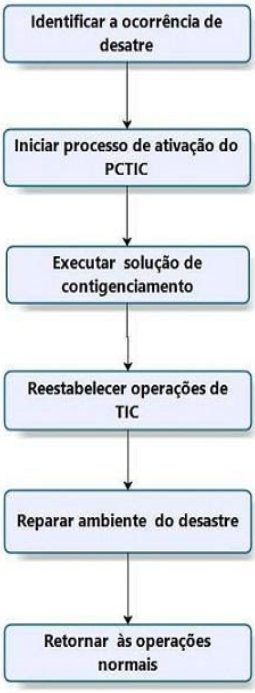 Identificar a ocorrência de
desatre
Iniciar processo de ativação do
PCTIC
Executar solução de
contigenciamento
Reestabelecer operações de
TIC
Reparar ambiente do desastre
Retornar às operações
normais